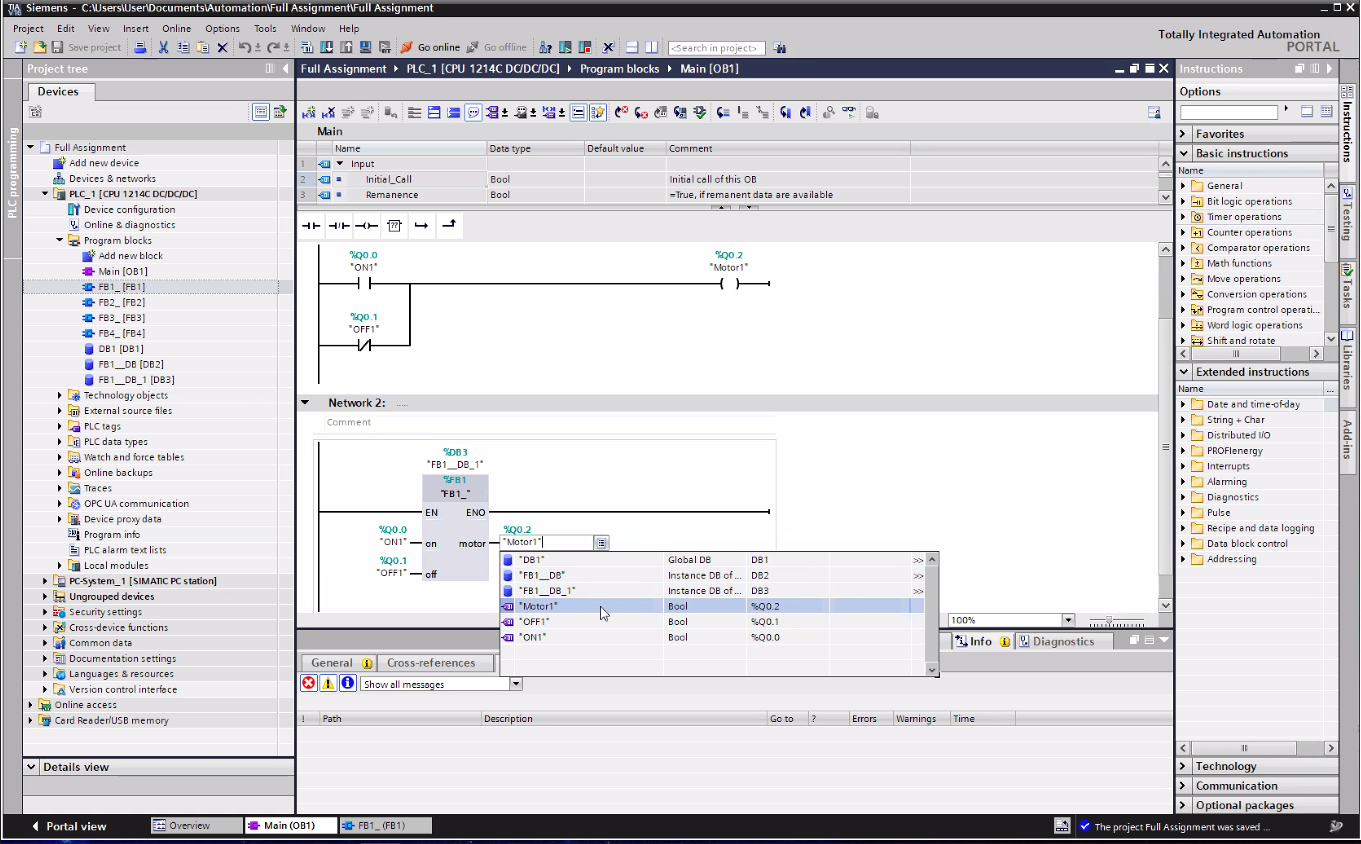 Siemens - C:\Users\User\Documents\Automation\Full Assignment\Full Assignment
Project Edit View Insert Online Options Tools Window Help
Totally Integrated Automation
PORTAL
Save project Go online Go offline <Search in project>
Project tree
Full Assignment PLC_1 [CPU 1214C DC/DC/DC] Program blocks Main [OB1]
Instructions
Devices
Options
PLC programming
Full Assignment
Add new device
Devices & networks
PLC_1 [CPU 1214C DC/DC/DC]
Device configuration
Online & diagnostics
Program blocks
Add new block
Main [OB1]
FB1_ [FB1]
FB2_ [FB2]
FB3_ [FB3]
FB4_ [FB4]
DB1 [DB1]
FB1__DB [DB2]
FB1__DB_1 [DB3]
Technology objects
External source files
PLC tags
PLC data types
Watch and force tables
Online backups
Traces
OPC UA communication
Device proxy data
Program info
PLC alarm text lists
Local modules
PC-System_1 [SIMATIC PC station]
Ungrouped devices
Security settings
Cross-device functions
Common data
Documentation settings
Languages & resources
Version control interface
Online access
Card Reader/USB memory
Details view
Main
Name Data type Default value Comment
1 Input
2 Initial_Call Bool Initial call of this OB
3 Remanence Bool =True, if remanent data are available
%Q0.0
"ON1"
%Q0.2
"Motor1"
%Q0.1
"OFF1"
Network 2: .....
Comment
%DB3
"FB1__DB_1"
%FB1
"FB1_"
EN ENO
%Q0.0
"ON1" on
%Q0.1
"OFF1" off
motor
%Q0.2
"Motor1"
"DB1" Global DB DB1 >>
"FB1__DB" Instance DB of... DB2 >>
"FB1__DB_1" Instance DB of... DB3 >>
"Motor1" Bool %Q0.2
"OFF1" Bool %Q0.1
"ON1" Bool %Q0.0
100%
Info Diagnostics
General Cross-references
Show all messages
! Path Description Go to ? Errors Warnings Time
Favorites
Basic instructions
Name
General
Bit logic operations
Timer operations
Counter operations
Comparator operations
Math functions
Move operations
Conversion operations
Program control operati...
Word logic operations
Shift and rotate
Extended instructions
Name ...
Date and time-of-day
String + Char
Distributed I/O
PROFIenergy
Interrupts
Alarming
Diagnostics
Pulse
Recipe and data logging
Data block control
Addressing
Technology
Communication
Optional packages
Instructions
Testing
Tasks
Libraries
Add-ins
Portal view Overview Main (OB1) FB1_ (FB1) The project Full Assignment was saved ...